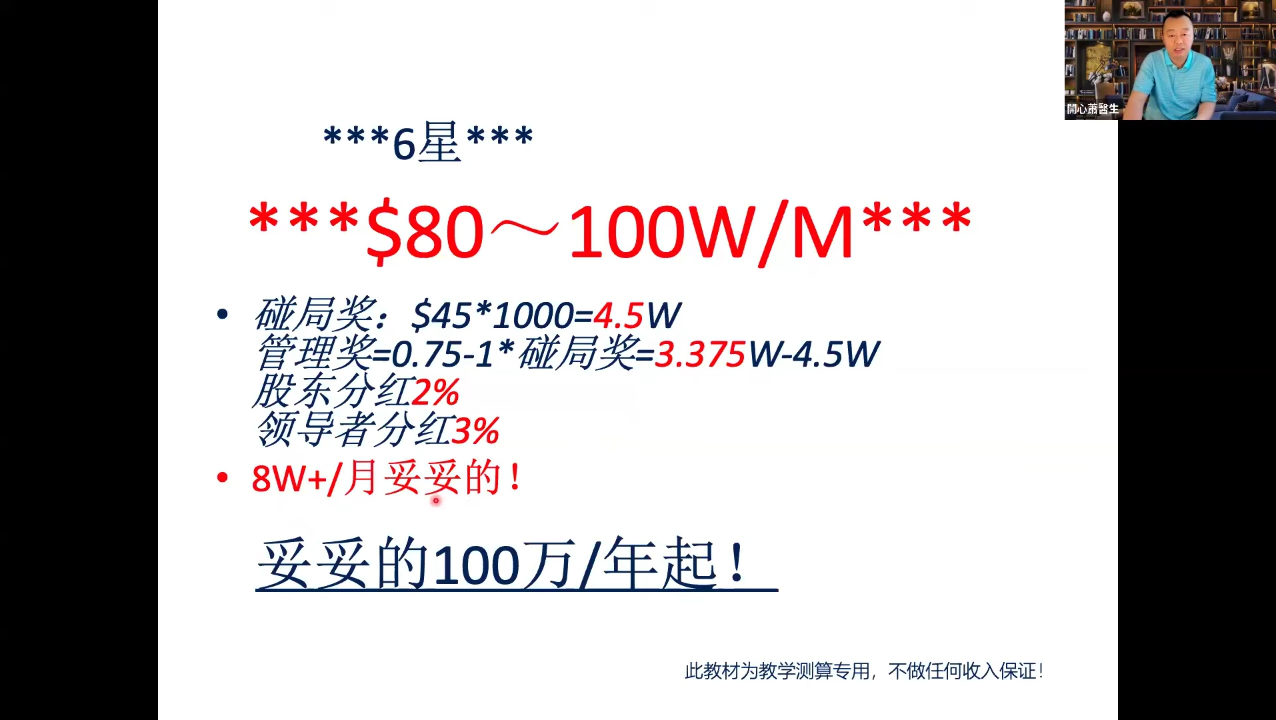 開心蕭醫生
***6星***
***$80～100W/M***
• 碰局奖：$45*1000=4.5W
管理奖=0.75-1*碰局奖=3.375W-4.5W
股东分红2%
领导者分红3%
• 8W+/月妥妥的！
妥妥的100万/年起！
此教材为教学测算专用，不做任何收入保证！